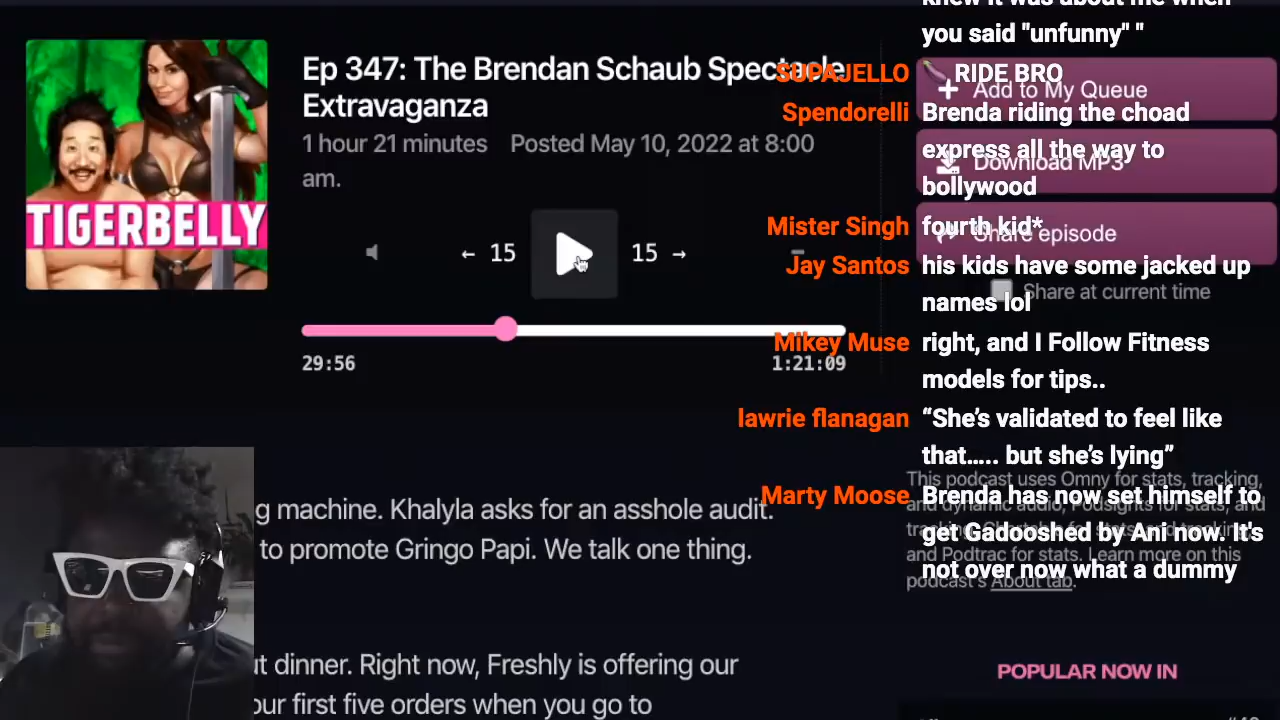 knew it was about me when
you said "unfunny" "
SUPAJELLO 🍆 RIDE BRO
Spendorelli Brenda riding the choad
express all the way to
bollywood
Mister Singh fourth kid*
Jay Santos his kids have some jacked up
names lol
Mikey Muse right, and I Follow Fitness
models for tips..
lawrie flanagan “She’s validated to feel like
that….. but she’s lying”
Marty Moose Brenda has now set himself to
get Gadooshed by Ani now. It's
not over now what a dummy
Ep 347: The Brendan Schaub Spectacle
Extravaganza
1 hour 21 minutes Posted May 10, 2022 at 8:00
am.
TIGERBELLY
← 15
15 →
29:56
1:21:09
+ Add to My Queue
Download MP3
Share episode
Share at current time
g machine. Khalyla asks for an asshole audit.
to promote Gringo Papi. We talk one thing.
ut dinner. Right now, Freshly is offering our
our first five orders when you go to
This podcast uses Omny for stats, tracking,
and dynamic audio, Podsights for stats, and
and Podtrac for stats. Learn more on this
podcast's About tab.
POPULAR NOW IN